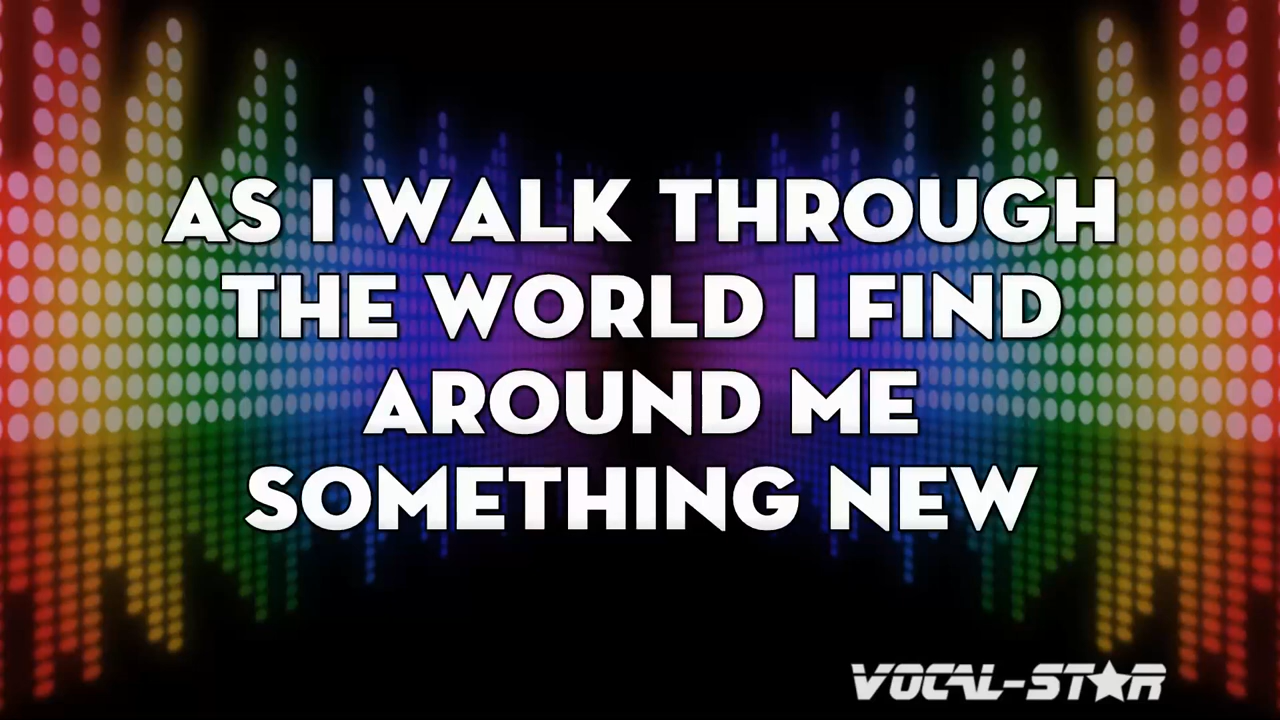 AS I WALK THROUGH
THE WORLD I FIND
AROUND ME
SOMETHING NEW
VOCAL-STAR